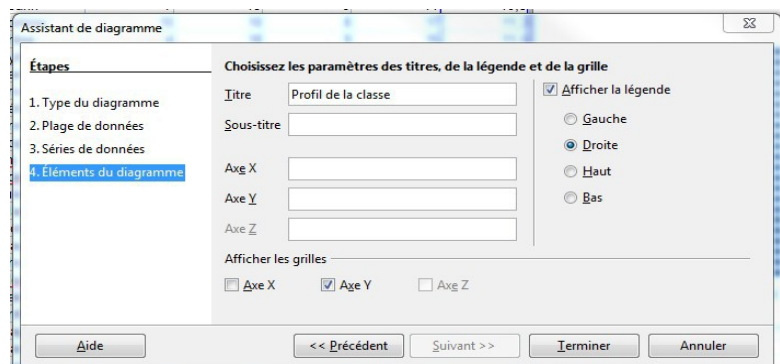 Assistant de diagramme
Étapes
1. Type du diagramme
2. Plage de données
3. Séries de données
4. Éléments du diagramme
Choisissez les paramètres des titres, de la légende et de la grille
Titre
Profil de la classe
Sous-titre
Axe X
Axe Y
Axe Z
Afficher la légende
Gauche
Droite
Haut
Bas
Afficher les grilles
Axe X Axe Y Axe Z
Aide << Précédent Suivant >> Terminer Annuler